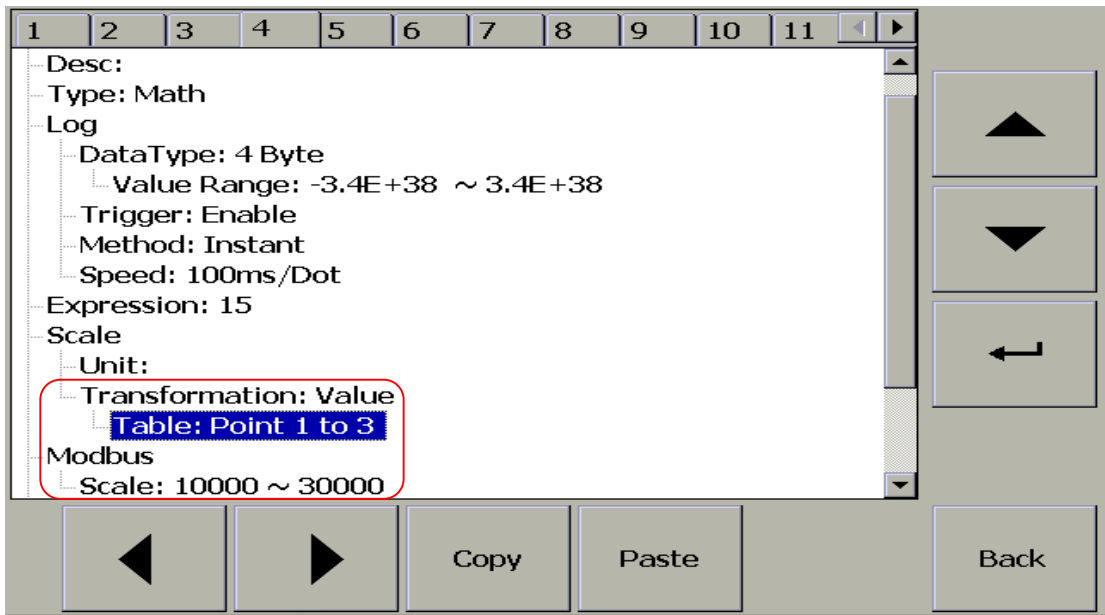 1 2 3 4 5 6 7 8 9 10 11
Desc:
Type: Math
Log
DataType: 4 Byte
Value Range: -3.4E+38 ~ 3.4E+38
Trigger: Enable
Method: Instant
Speed: 100ms/Dot
Expression: 15
Scale
Unit:
Transformation: Value
Table: Point 1 to 3
Modbus
Scale: 10000 ~ 30000
Copy Paste Back